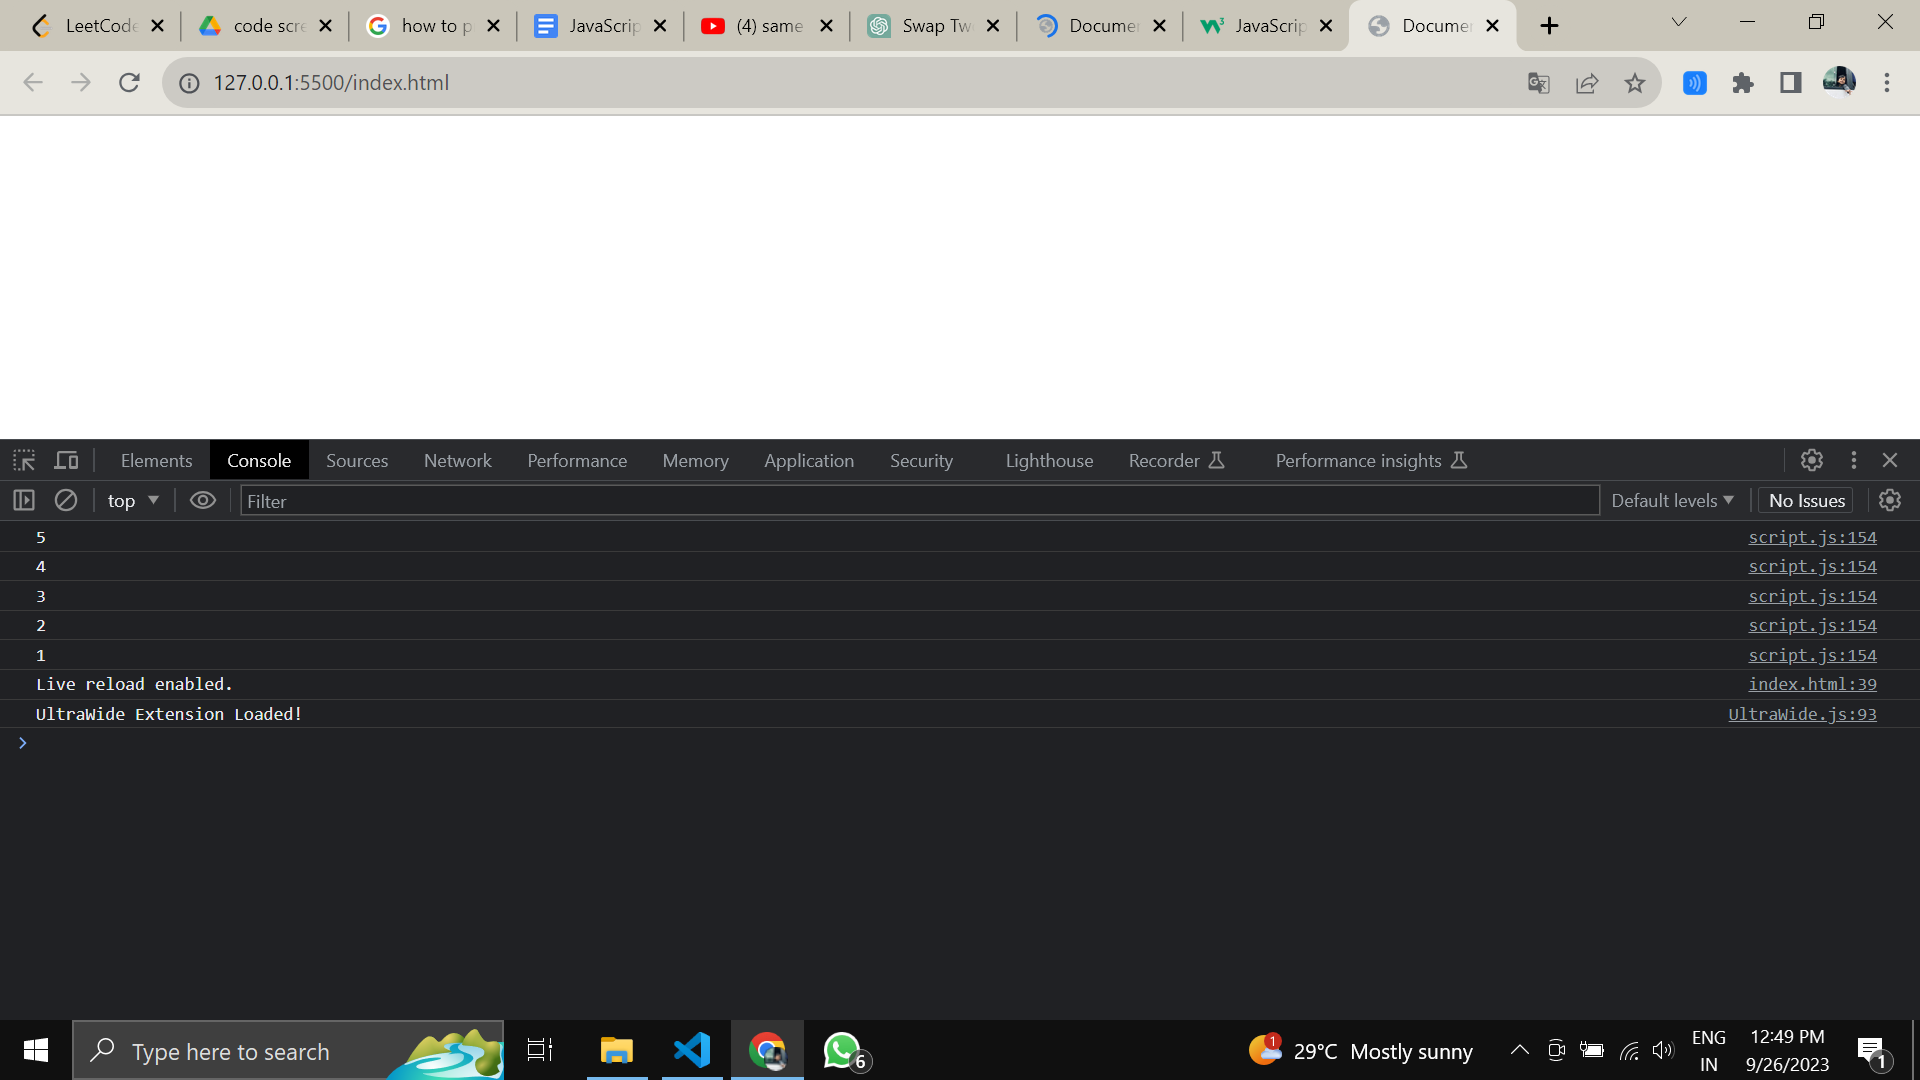 LeetCode code scre how to p JavaScrip (4) same Swap Tw Documen JavaScrip Documen
127.0.0.1:5500/index.html
Elements Console Sources Network Performance Memory Application Security Lighthouse Recorder Performance insights
top Filter Default levels No Issues
5 script.js:154
4 script.js:154
3 script.js:154
2 script.js:154
1 script.js:154
Live reload enabled. index.html:39
UltraWide Extension Loaded! UltraWide.js:93
Type here to search 6 1 29°C Mostly sunny ENG 12:49 PM
IN 9/26/2023 1